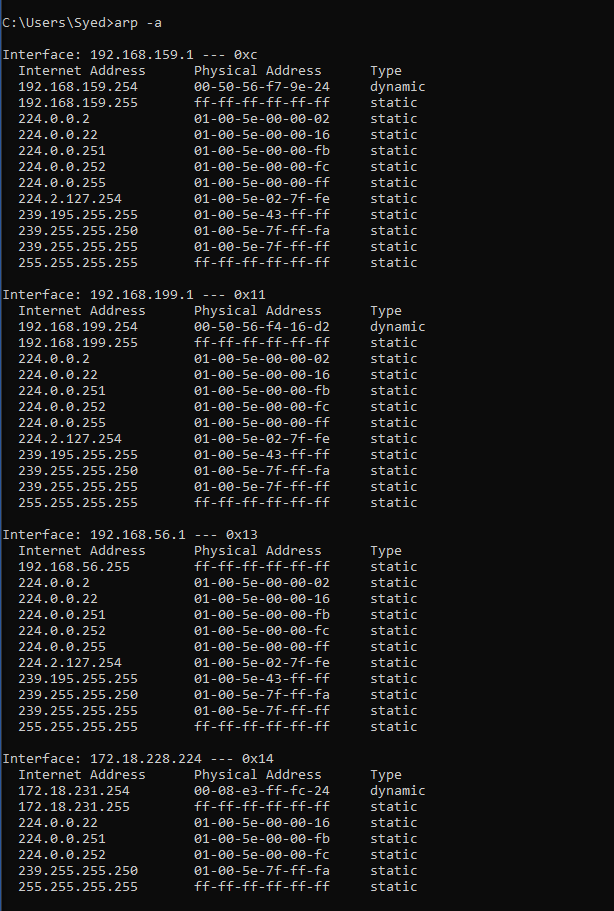 C:\Users\Syed>arp -a
Interface: 192.168.159.1 --- 0xc
Internet Address Physical Address Type
192.168.159.254 00-50-56-f7-9e-24 dynamic
192.168.159.255 ff-ff-ff-ff-ff-ff static
224.0.0.2 01-00-5e-00-00-02 static
224.0.0.22 01-00-5e-00-00-16 static
224.0.0.251 01-00-5e-00-00-fb static
224.0.0.252 01-00-5e-00-00-fc static
224.0.0.255 01-00-5e-00-00-ff static
224.2.127.254 01-00-5e-02-7f-fe static
239.195.255.255 01-00-5e-43-ff-ff static
239.255.255.250 01-00-5e-7f-ff-fa static
239.255.255.255 01-00-5e-7f-ff-ff static
255.255.255.255 ff-ff-ff-ff-ff-ff static
Interface: 192.168.199.1 --- 0x11
Internet Address Physical Address Type
192.168.199.254 00-50-56-f4-16-d2 dynamic
192.168.199.255 ff-ff-ff-ff-ff-ff static
224.0.0.2 01-00-5e-00-00-02 static
224.0.0.22 01-00-5e-00-00-16 static
224.0.0.251 01-00-5e-00-00-fb static
224.0.0.252 01-00-5e-00-00-fc static
224.0.0.255 01-00-5e-00-00-ff static
224.2.127.254 01-00-5e-02-7f-fe static
239.195.255.255 01-00-5e-43-ff-ff static
239.255.255.250 01-00-5e-7f-ff-fa static
239.255.255.255 01-00-5e-7f-ff-ff static
255.255.255.255 ff-ff-ff-ff-ff-ff static
Interface: 192.168.56.1 --- 0x13
Internet Address Physical Address Type
192.168.56.255 ff-ff-ff-ff-ff-ff static
224.0.0.2 01-00-5e-00-00-02 static
224.0.0.22 01-00-5e-00-00-16 static
224.0.0.251 01-00-5e-00-00-fb static
224.0.0.252 01-00-5e-00-00-fc static
224.0.0.255 01-00-5e-00-00-ff static
224.2.127.254 01-00-5e-02-7f-fe static
239.195.255.255 01-00-5e-43-ff-ff static
239.255.255.250 01-00-5e-7f-ff-fa static
239.255.255.255 01-00-5e-7f-ff-ff static
255.255.255.255 ff-ff-ff-ff-ff-ff static
Interface: 172.18.228.224 --- 0x14
Internet Address Physical Address Type
172.18.231.254 00-08-e3-ff-fc-24 dynamic
172.18.231.255 ff-ff-ff-ff-ff-ff static
224.0.0.22 01-00-5e-00-00-16 static
224.0.0.251 01-00-5e-00-00-fb static
224.0.0.252 01-00-5e-00-00-fc static
239.255.255.250 01-00-5e-7f-ff-fa static
255.255.255.255 ff-ff-ff-ff-ff-ff static